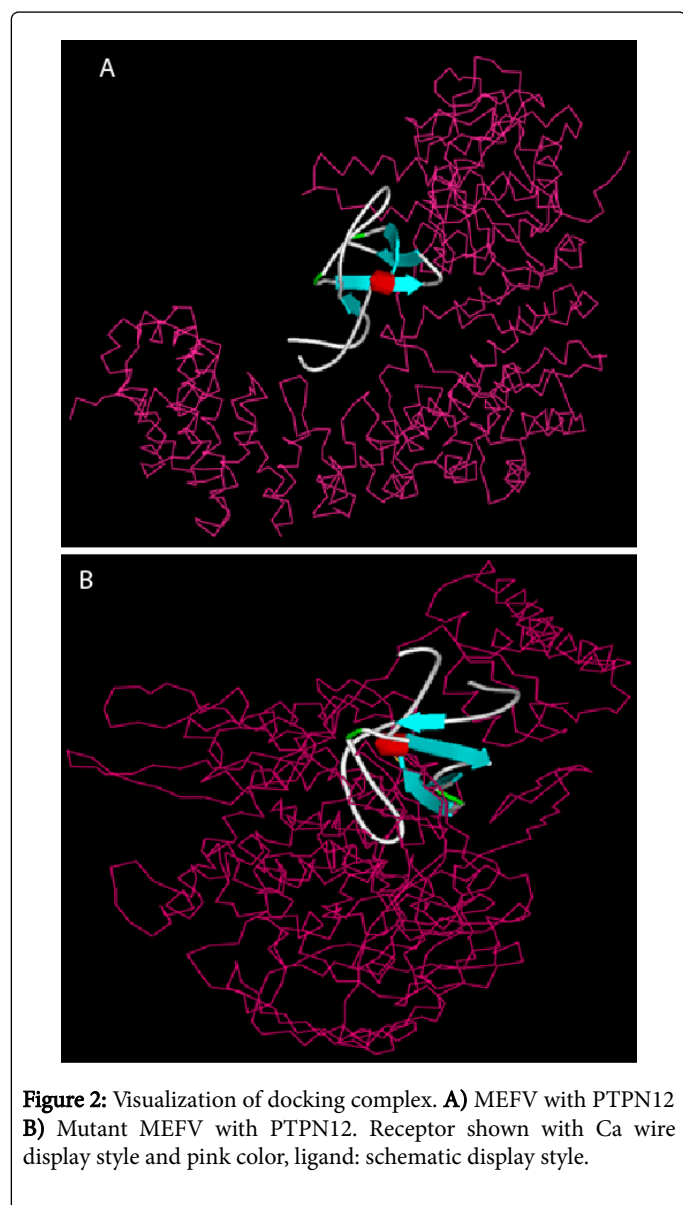 A
B
Figure 2: Visualization of docking complex. A) MEFV with PTPN12
B) Mutant MEFV with PTPN12. Receptor shown with Ca wire
display style and pink color, ligand: schematic display style.